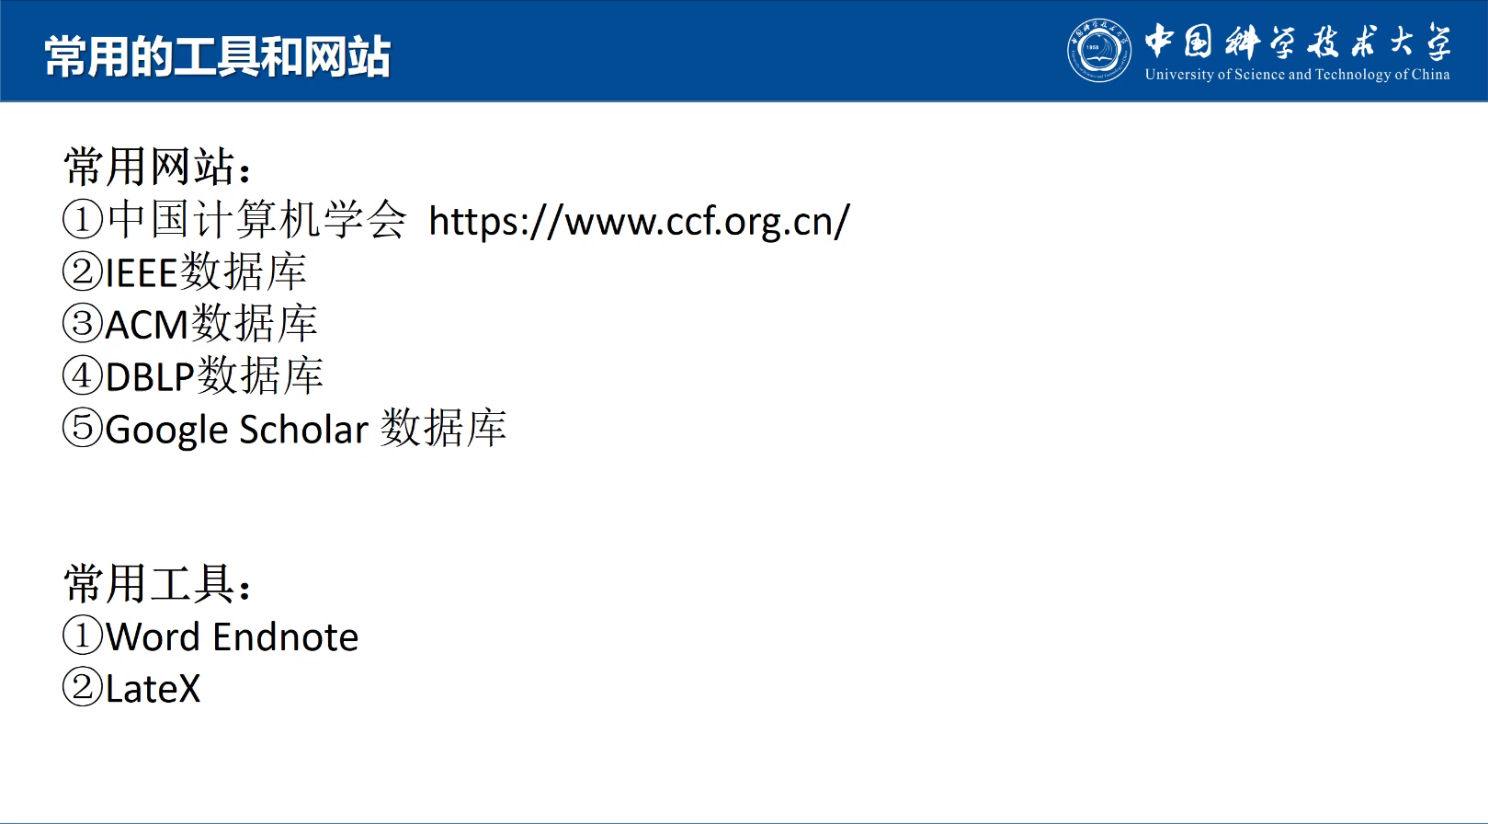 常用的工具和网站
中国科学技术大学
University of Science and Technology of China
常用网站：
①中国计算机学会 https://www.ccf.org.cn/
②IEEE数据库
③ACM数据库
④DBLP数据库
⑤Google Scholar 数据库
常用工具：
①Word Endnote
②LateX